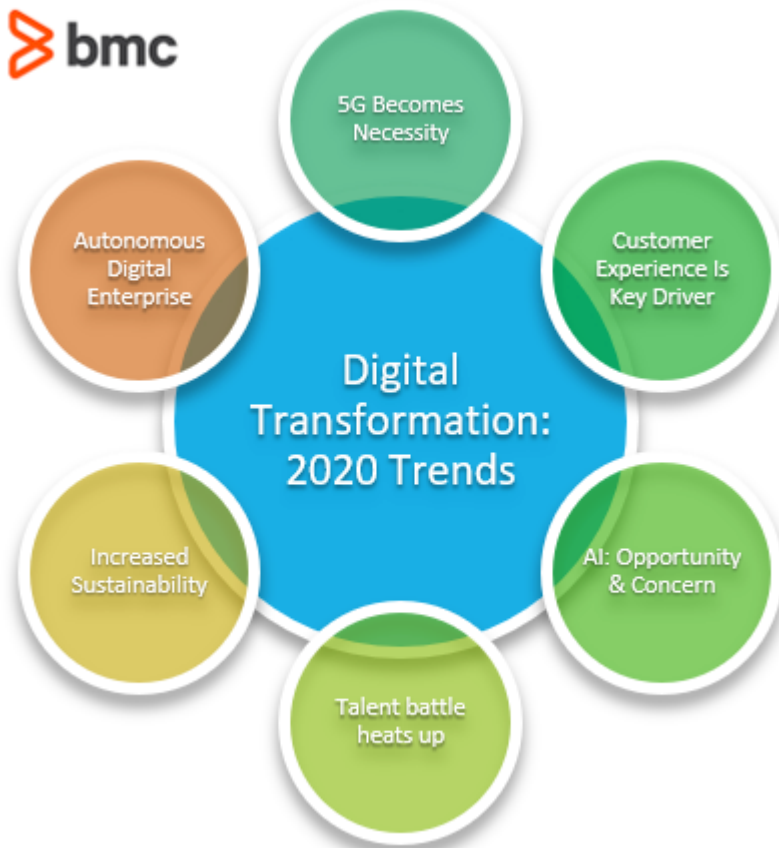 bmc
5G Becomes
Necessity
Customer
Experience Is
Key Driver
AI: Opportunity
& Concern
Talent battle
heats up
Increased
Sustainability
Autonomous
Digital
Enterprise
Digital
Transformation:
2020 Trends